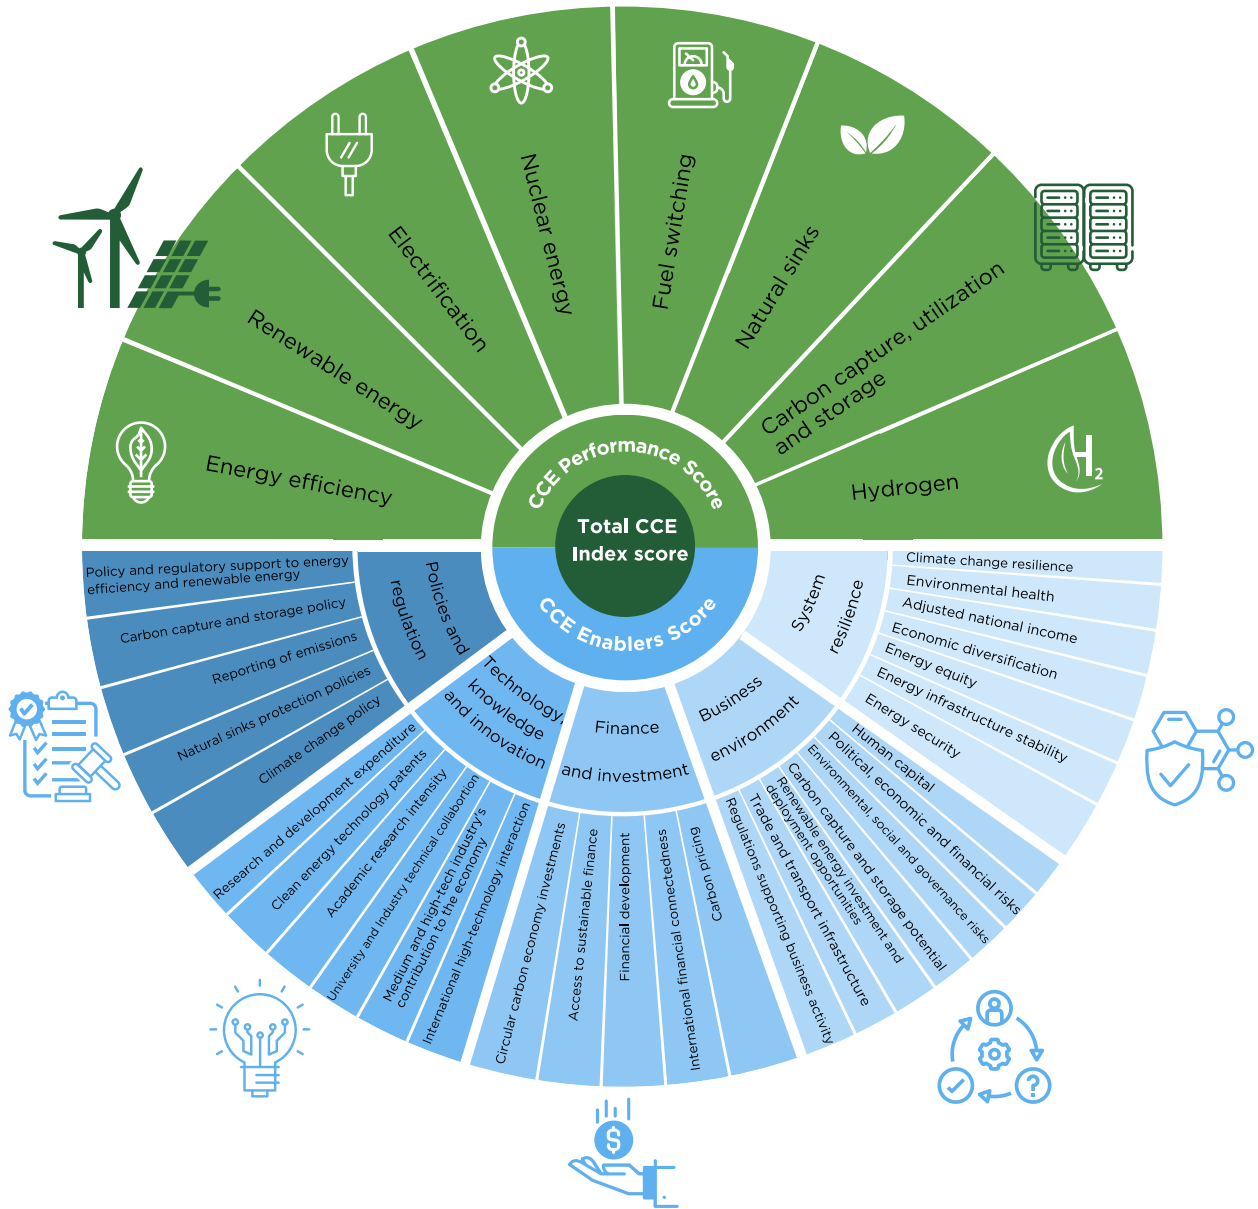 Energy efficiency
Renewable energy
Electrification
Nuclear energy
Fuel switching
Natural sinks
Carbon capture, utilization
and storage
Hydrogen
H2
CCE Performance Score
Total CCE
Index score
CCE Enablers Score
Policies and
regulation
Policy and regulatory support to energy
efficiency and renewable energy
Carbon capture and storage policy
Reporting of emissions
Natural sinks protection policies
Climate change policy
Technology,
knowledge
and innovation
Research and development expenditure
Clean energy technology patents
Academic research intensity
University and Industry technical collabortion
Medium and high-tech industry's
contribution to the economy
International high-technology interaction
Finance
and investment
Circular carbon economy investments
Access to sustainable finance
Financial development
International financial connectedness
Carbon pricing
Business
environment
Regulations supporting business activity
Trade and transport infrastructure
Renewable energy investment and
deployment opportunities
Carbon capture and storage potential
Environmental, social and governance risks
Political, economic and financial risks
Human capital
System
resilience
Climate change resilience
Environmental health
Adjusted national income
Economic diversification
Energy equity
Energy infrastructure stability
Energy security
$
?